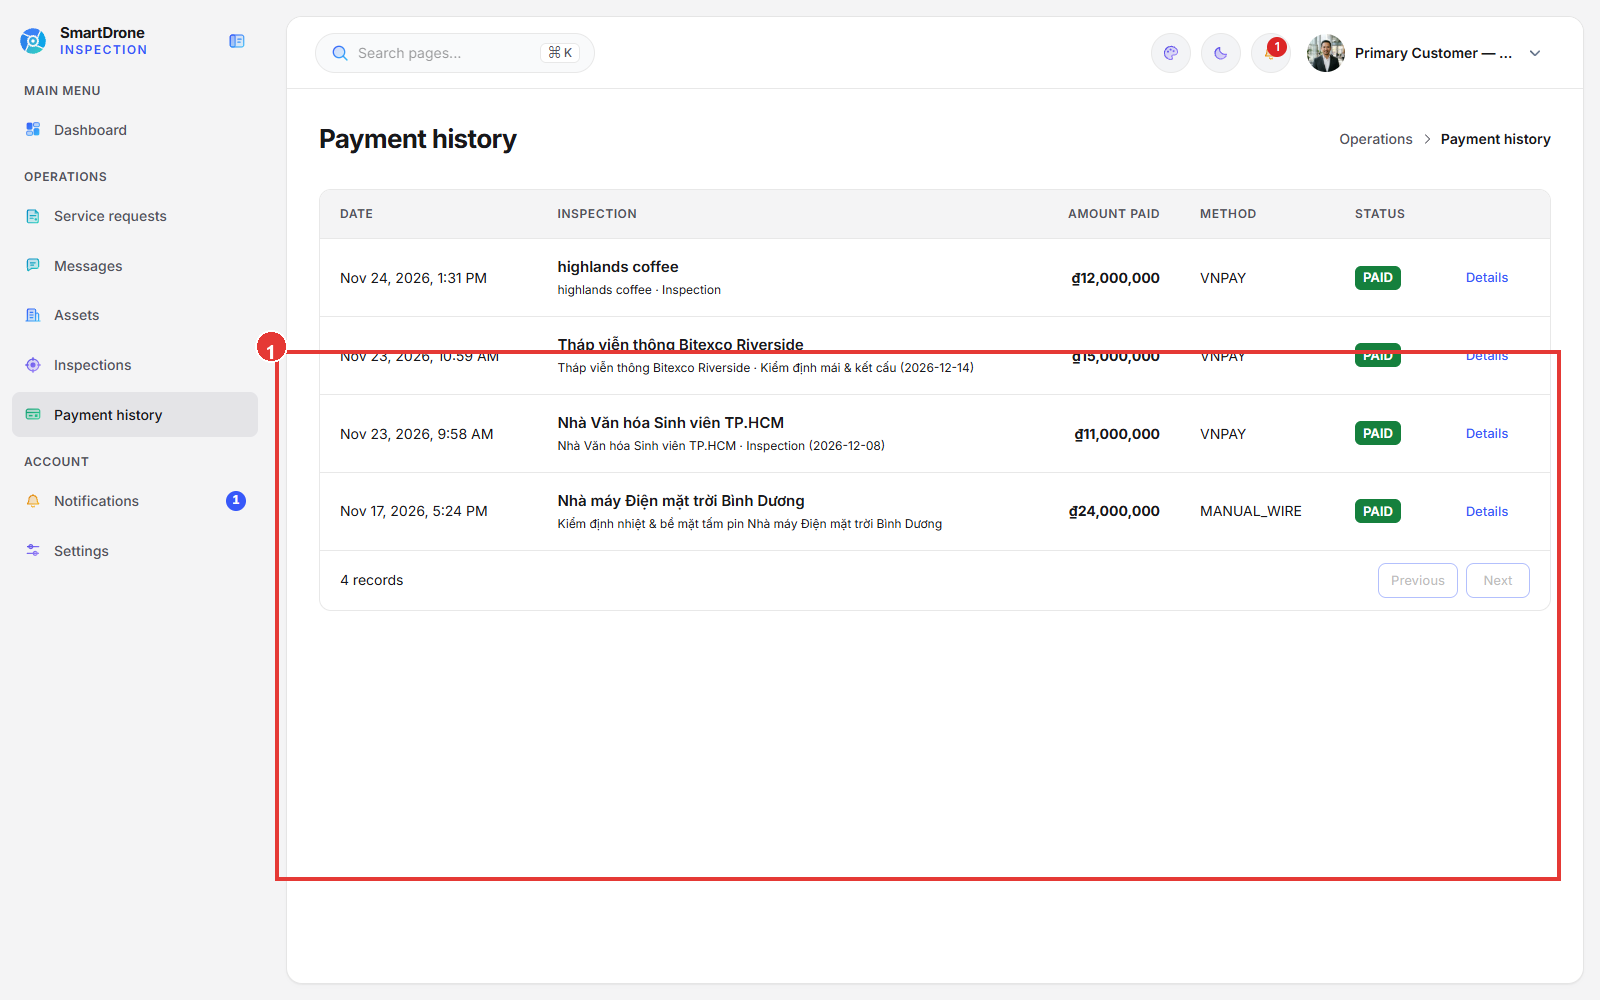 SmartDrone
INSPECTION
MAIN MENU
Dashboard
OPERATIONS
Service requests
Messages
Assets
Inspections
Payment history
ACCOUNT
Notifications 1
Settings
Search pages... ⌘ K
1
Primary Customer — ...
Payment history
Operations > Payment history
DATE INSPECTION AMOUNT PAID METHOD STATUS
Nov 24, 2026, 1:31 PM highlands coffee ₫12,000,000 VNPAY PAID Details
highlands coffee · Inspection
1
Nov 23, 2026, 10:59 AM Tháp viễn thông Bitexco Riverside ₫15,000,000 VNPAY PAID Details
Tháp viễn thông Bitexco Riverside · Kiểm định mái & kết cấu (2026-12-14)
Nov 23, 2026, 9:58 AM Nhà Văn hóa Sinh viên TP.HCM ₫11,000,000 VNPAY PAID Details
Nhà Văn hóa Sinh viên TP.HCM · Inspection (2026-12-08)
Nov 17, 2026, 5:24 PM Nhà máy Điện mặt trời Bình Dương ₫24,000,000 MANUAL_WIRE PAID Details
Kiểm định nhiệt & bề mặt tấm pin Nhà máy Điện mặt trời Bình Dương
4 records Previous Next